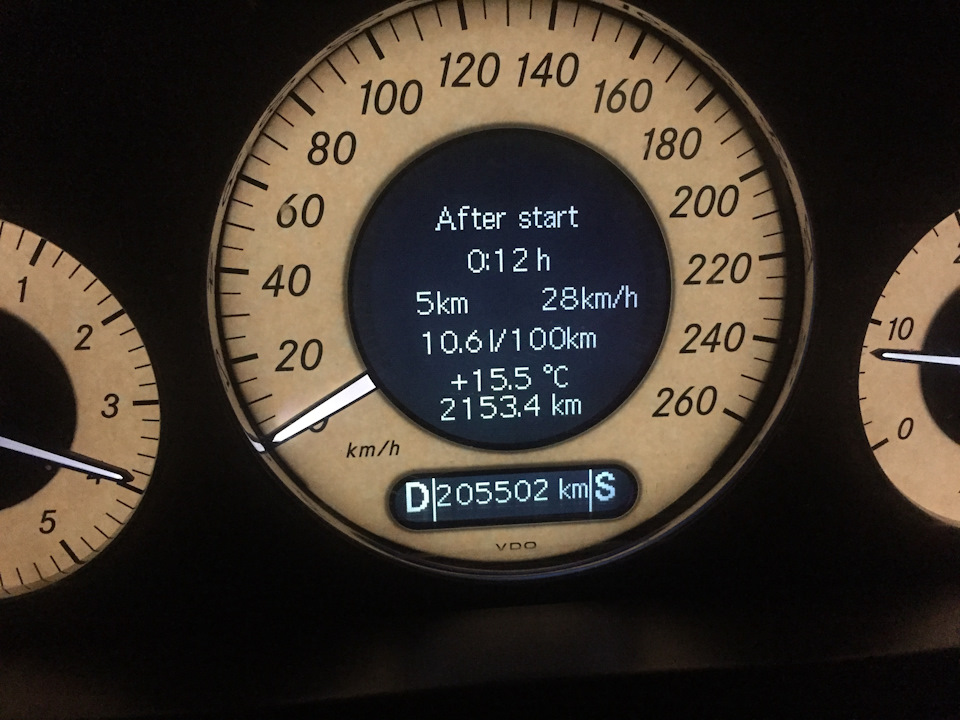 120 140
100 160
80 180
60 200
40 220
20 240
0 260
km/h
After start
0:12 h
5km 28km/h
10.6l/100km
+15.5 °C
2153.4 km
D 205502 km S
VDO
1
2
3
4
5
10
0